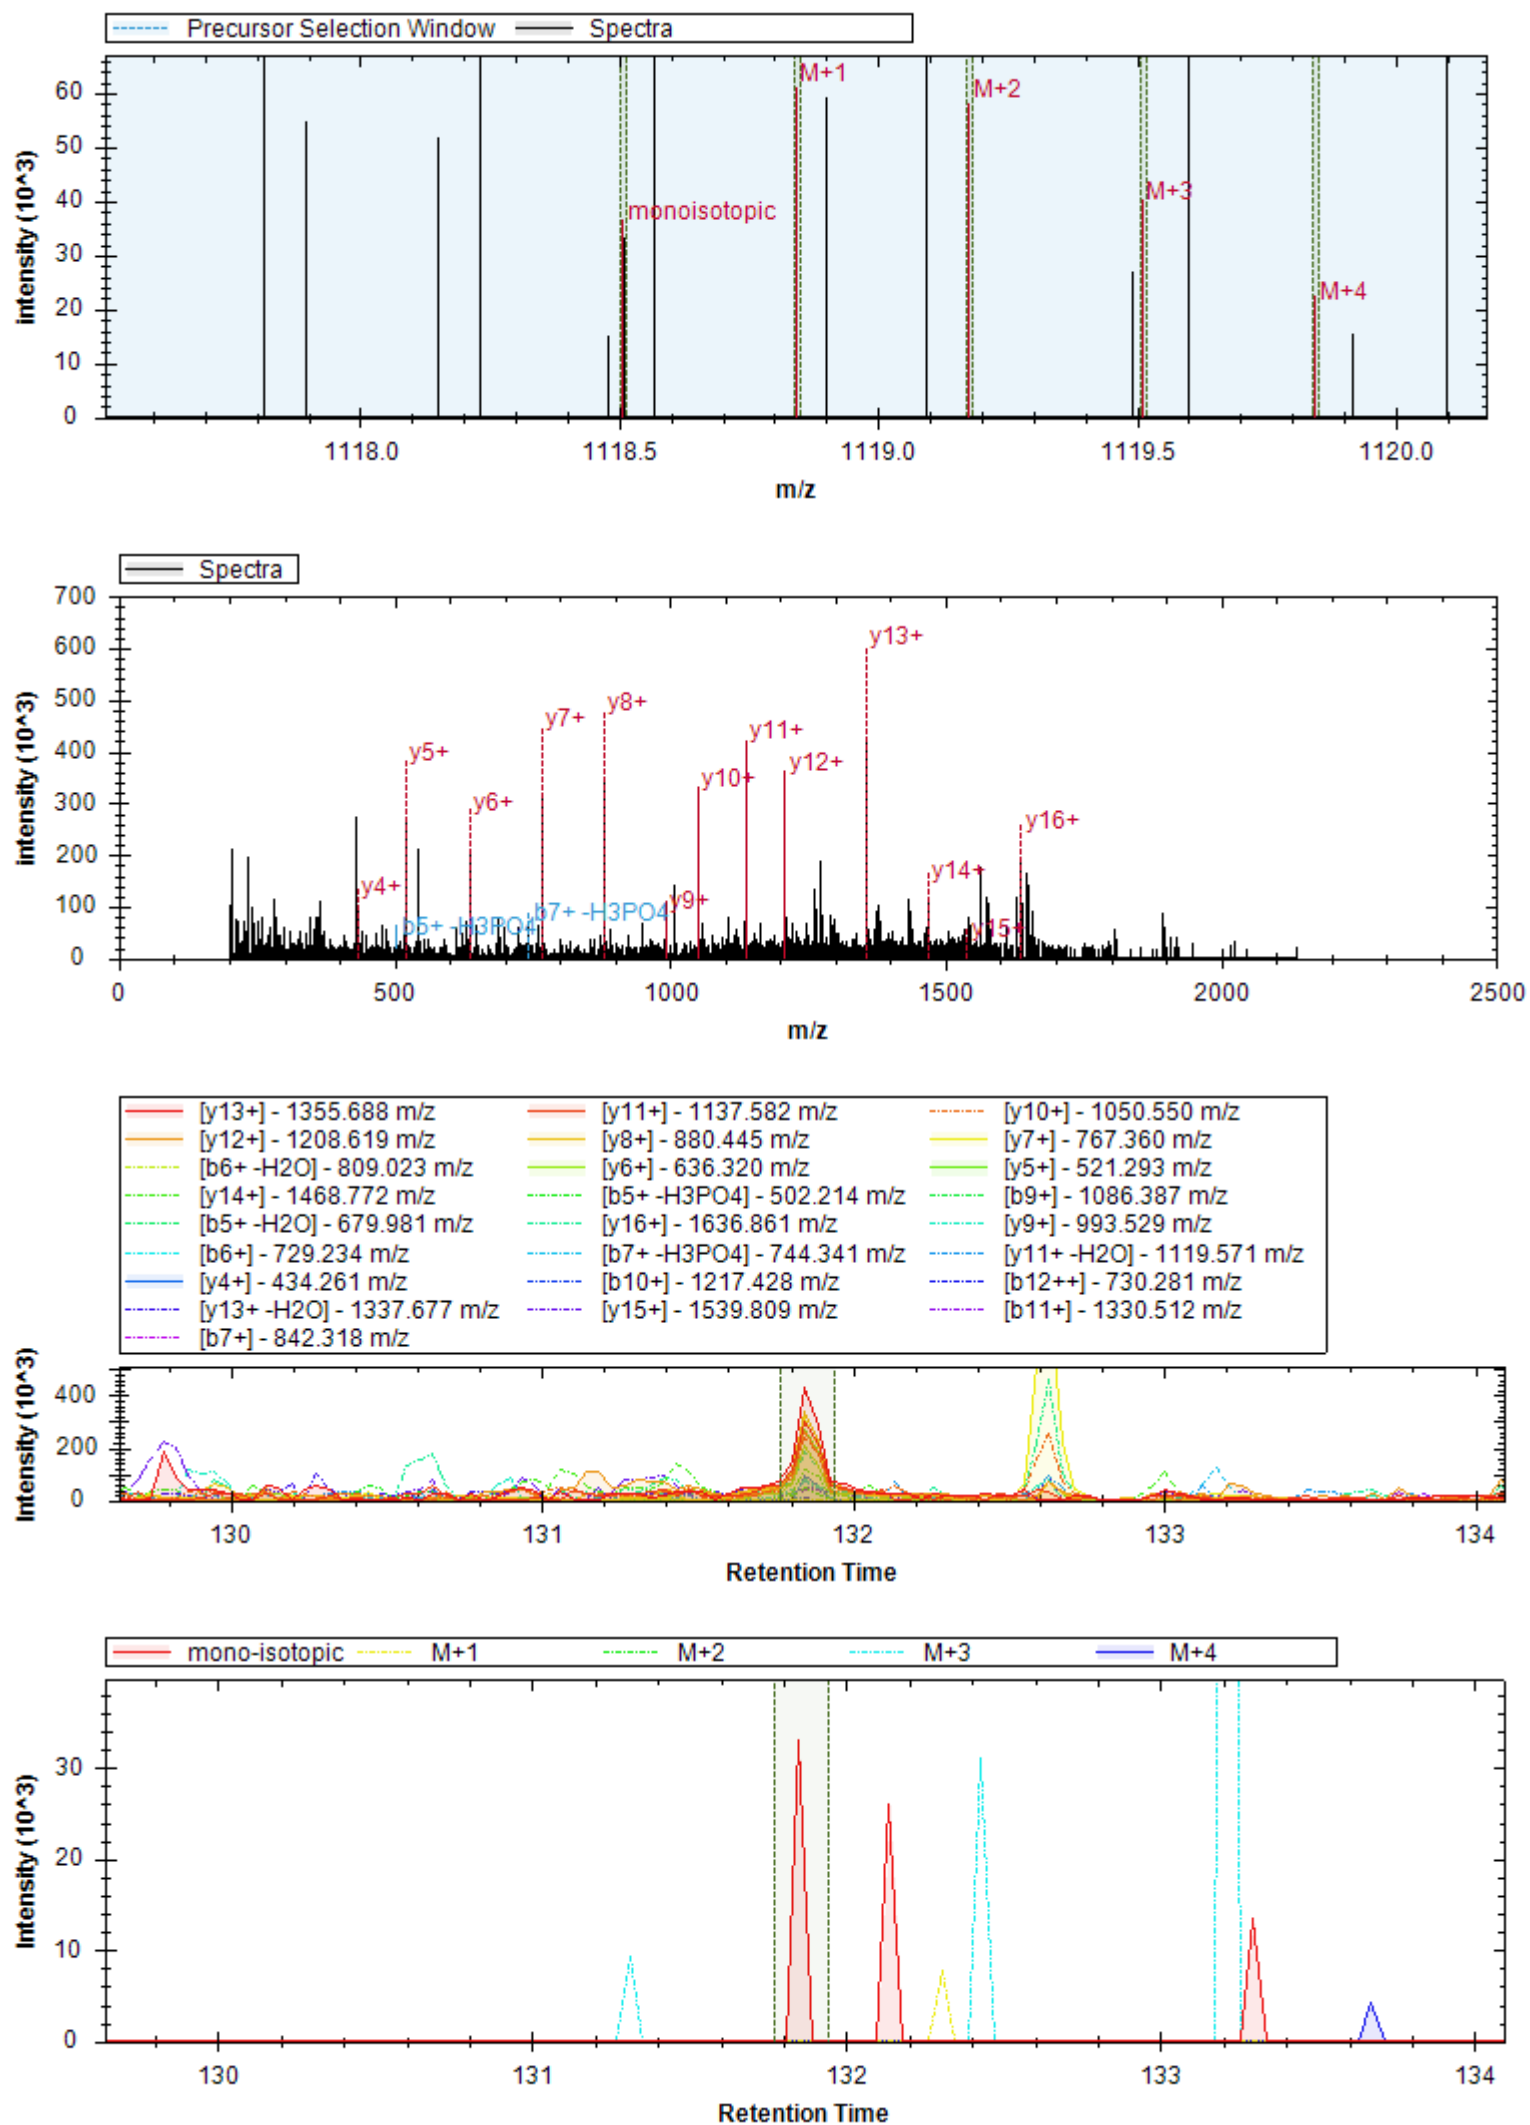 Precursor Selection Window Spectra
intensity (10^3)
60
50
40
30
20
10
0
M+1
M+2
M+3
monoisotopic
M+4
1118.0 1118.5 1119.0 1119.5 1120.0
m/z
Spectra
intensity (10^3)
700
600
500
400
300
200
100
0
y13+
y8+
y7+
y11+
y5+
y12+
y10+
y6+
y16+
y4+
y14+
y9+
b7+ -H3PO4
b5+ -H3PO4
y15+
0 500 1000 1500 2000 2500
m/z
[y13+] - 1355.688 m/z [y11+] - 1137.582 m/z [y10+] - 1050.550 m/z
[y12+] - 1208.619 m/z [y8+] - 880.445 m/z [y7+] - 767.360 m/z
[b6+ -H2O] - 809.023 m/z [y6+] - 636.320 m/z [y5+] - 521.293 m/z
[y14+] - 1468.772 m/z [b5+ -H3PO4] - 502.214 m/z [b9+] - 1086.387 m/z
[b5+ -H2O] - 679.981 m/z [y16+] - 1636.861 m/z [y9+] - 993.529 m/z
[b6+] - 729.234 m/z [b7+ -H3PO4] - 744.341 m/z [y11+ -H2O] - 1119.571 m/z
[y4+] - 434.261 m/z [b10+] - 1217.428 m/z [b12++] - 730.281 m/z
[y13+ -H2O] - 1337.677 m/z [y15+] - 1539.809 m/z [b11+] - 1330.512 m/z
[b7+] - 842.318 m/z
Intensity (10^3)
400
200
0
130 131 132 133 134
Retention Time
mono-isotopic M+1 M+2 M+3 M+4
Intensity (10^3)
30
20
10
0
130 131 132 133 134
Retention Time